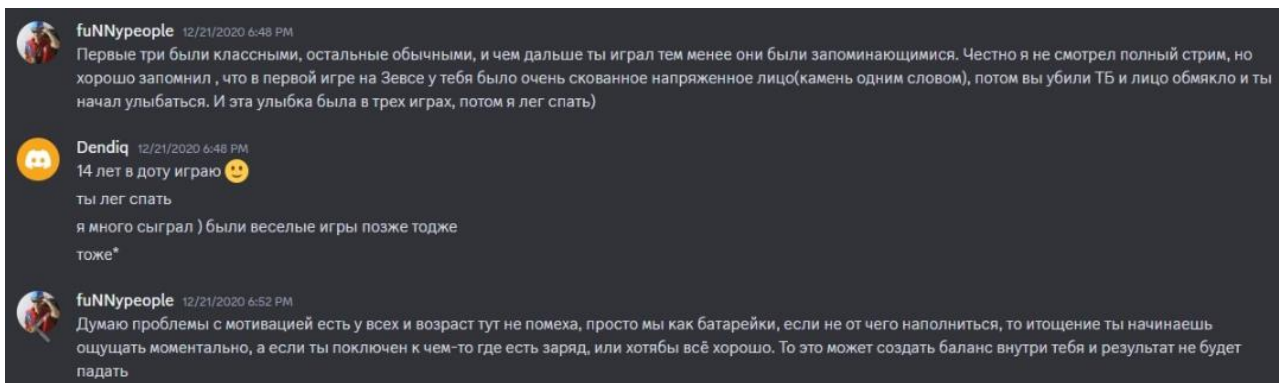 fuNNypeople 12/21/2020 6:48 PM
Первые три были классными, остальные обычными, и чем дальше ты играл тем менее они были запоминающимися. Честно я не смотрел полный стрим, но
хорошо запомнил , что в первой игре на Зевсе у тебя было очень скованное напряженное лицо(камень одним словом), потом вы убили ТБ и лицо обмякло и ты
начал улыбаться. И эта улыбка была в трех играх, потом я лег спать)
Dendiq 12/21/2020 6:48 PM
14 лет в доту играю 🙂
ты лег спать
я много сыграл ) были веселые игры позже тодже
тоже*
fuNNypeople 12/21/2020 6:52 PM
Думаю проблемы с мотивацией есть у всех и возраст тут не помеха, просто мы как батарейки, если не от чего наполниться, то итощение ты начинаешь
ощущать моментально, а если ты поключен к чем-то где есть заряд, или хотябы всё хорошо. То это может создать баланс внутри тебя и результат не будет
падать